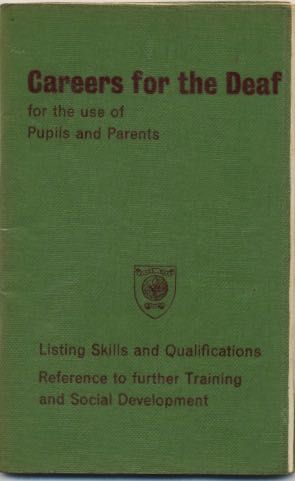 Careers for the Deaf
for the use of
Pupils and Parents
Listing Skills and Qualifications
Reference to further Training
and Social Development